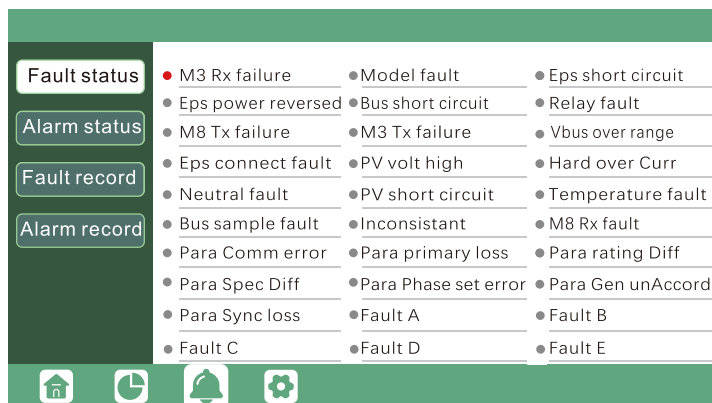 Fault status
Alarm status
Fault record
Alarm record
M3 Rx failure Model fault Eps short circuit
Eps power reversed Bus short circuit Relay fault
M8 Tx failure M3 Tx failure Vbus over range
Eps connect fault PV volt high Hard over Curr
Neutral fault PV short circuit Temperature fault
Bus sample fault Inconsistant M8 Rx fault
Para Comm error Para primary loss Para rating Diff
Para Spec Diff Para Phase set error Para Gen unAccord
Para Sync loss Fault A Fault B
Fault C Fault D Fault E